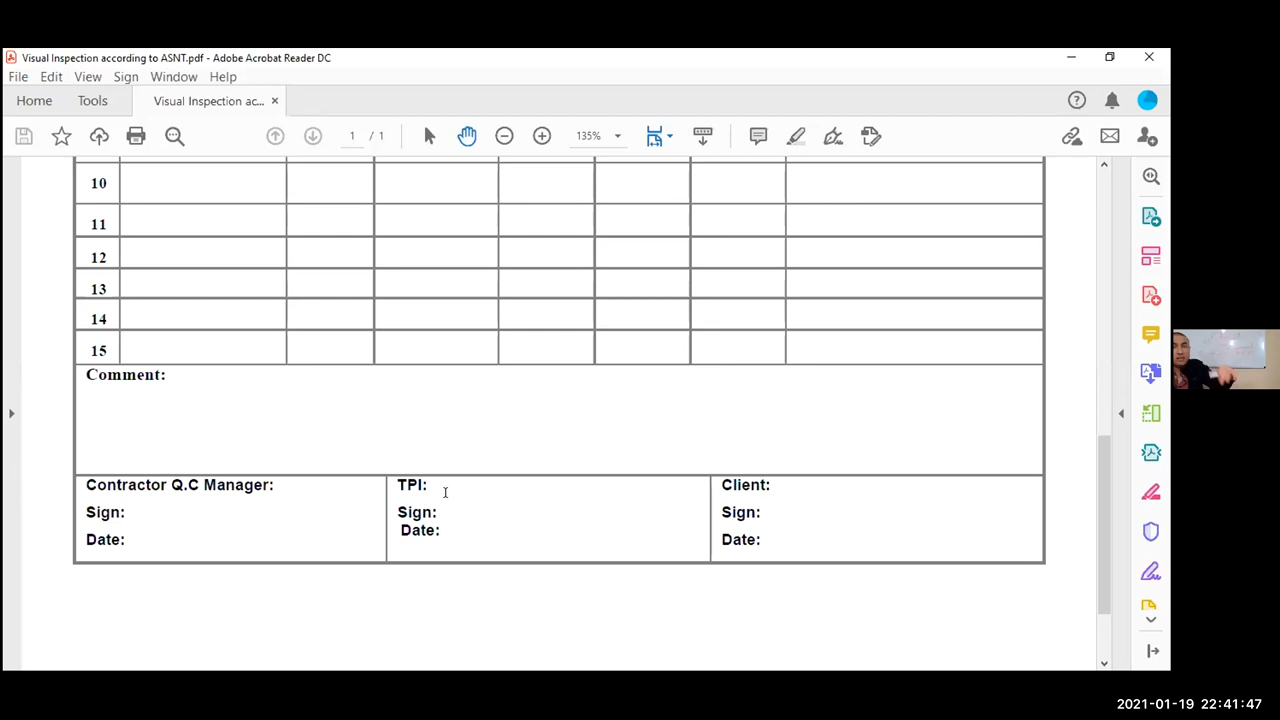 Visual Inspection according to ASNT.pdf - Adobe Acrobat Reader DC
File Edit View Sign Window Help
Home Tools Visual Inspection ac... ×
1 / 1 135%
10
11
12
13
14
15
Comment:
Contractor Q.C Manager: TPI: Client:
Sign: Sign: Sign:
Date: Date: Date:
2021-01-19 22:41:47